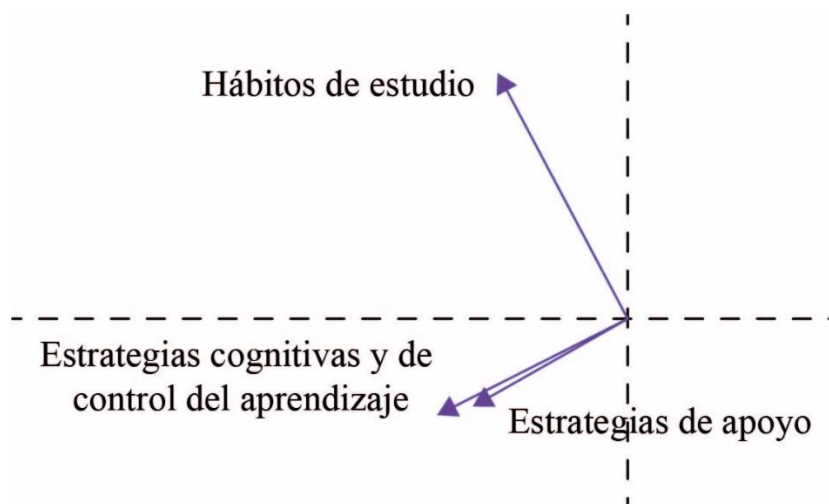 Hábitos de estudio
Estrategias cognitivas y de
control del aprendizaje
Estrategias de apoyo